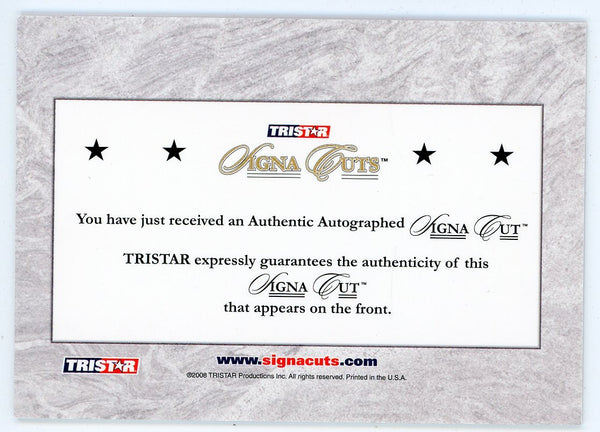 TRISTAR
SIGNA CUTS™
You have just received an Authentic Autographed SIGNA CUT™
TRISTAR expressly guarantees the authenticity of this
SIGNA CUT™
that appears on the front.
TRISTAR
www.signacuts.com
©2008 TRISTAR Productions Inc. All rights reserved. Printed in the U.S.A.